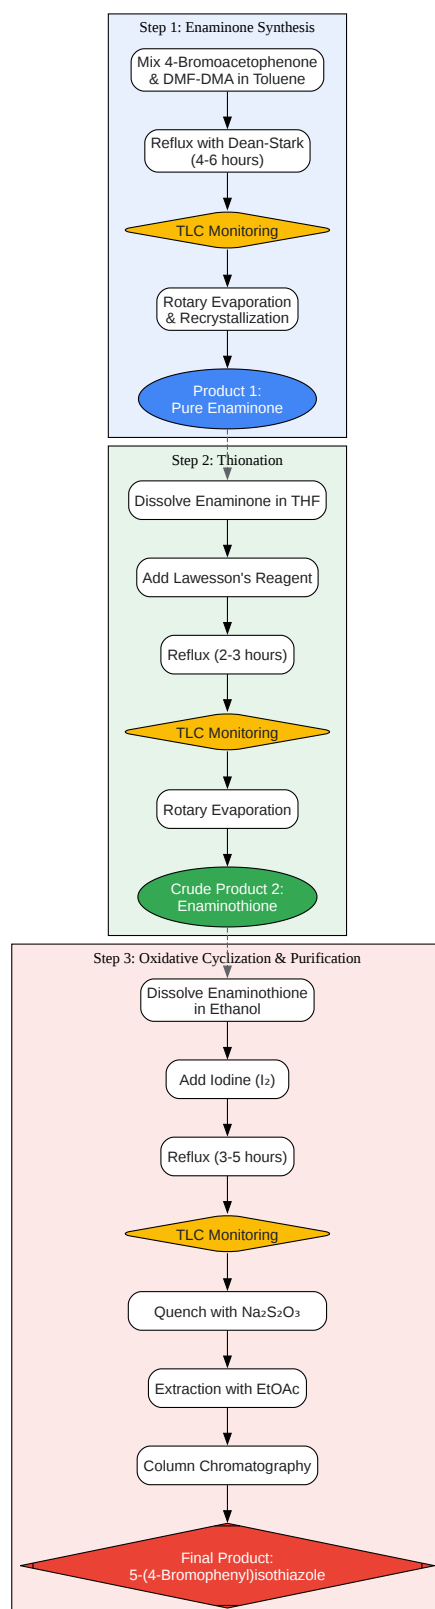 Step 1: Enaminone Synthesis
Mix 4-Bromoacetophenone
& DMF-DMA in Toluene
Reflux with Dean-Stark
(4-6 hours)
TLC Monitoring
Rotary Evaporation
& Recrystallization
Product 1:
Pure Enaminone
Step 2: Thionation
Dissolve Enaminone in THF
Add Lawesson's Reagent
Reflux (2-3 hours)
TLC Monitoring
Rotary Evaporation
Crude Product 2:
Enaminothione
Step 3: Oxidative Cyclization & Purification
Dissolve Enaminothione
in Ethanol
Add Iodine (I₂)
Reflux (3-5 hours)
TLC Monitoring
Quench with Na₂S₂O₃
Extraction with EtOAc
Column Chromatography
Final Product:
5-(4-Bromophenyl)isothiazole